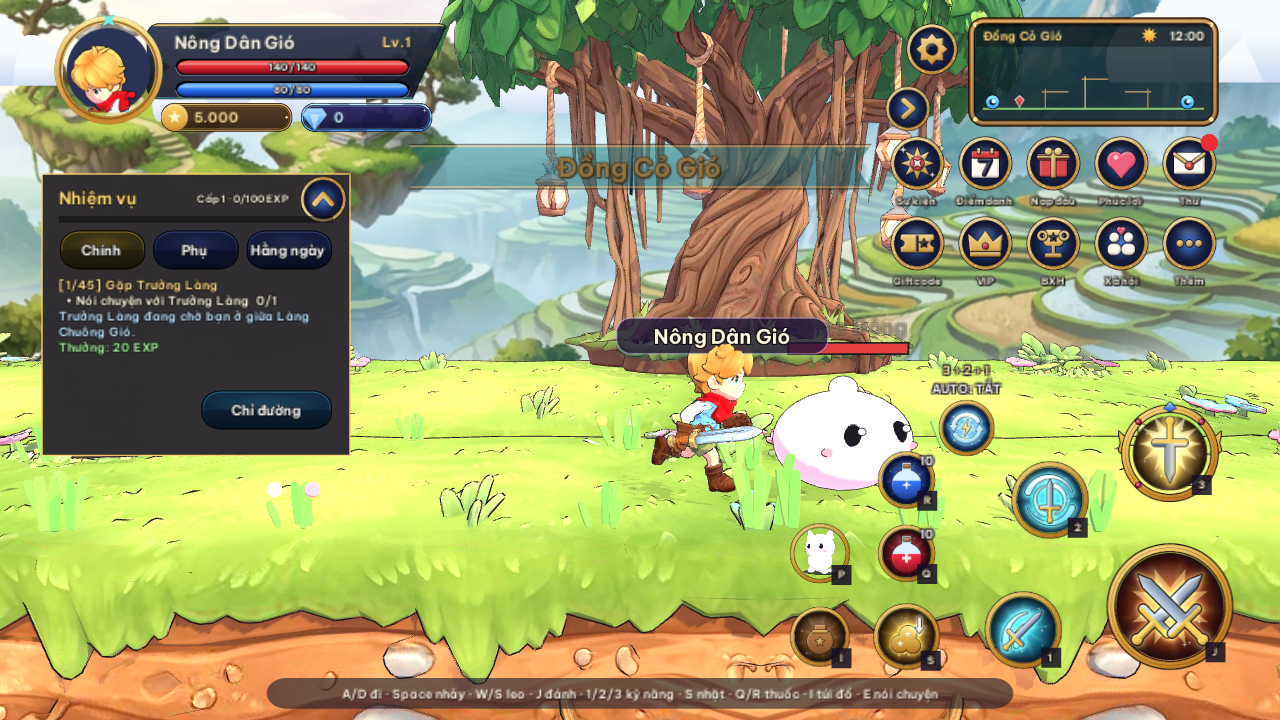 Nông Dân Gió
Lv.1
140/140
80/80
5.000
0
Đồng Cỏ Gió
12:00
Nhiệm vụ
Cấp 1 · 0/100 EXP
Chính
Phụ
Hằng ngày
[1/45] Gặp Trưởng Làng
• Nói chuyện với Trưởng Làng 0/1
Trưởng Làng đang chờ bạn ở giữa Làng
Chuông Gió.
Thưởng: 20 EXP
Chỉ đường
Đồng Cỏ Gió
7
Sự kiện
Điểm danh
Nạp đầu
Phúc lợi
Thư
Giftcode
VIP
BXH
Xã hội
Thêm
Nông Dân Gió
3→2→1
AUTO: TẮT
10
R
3
2
10
Q
P
I
S
1
J
A/D đi · Space nhảy · W/S leo · J đánh · 1/2/3 kỹ năng · S nhặt · Q/R thuốc · I túi đồ · E nói chuyện